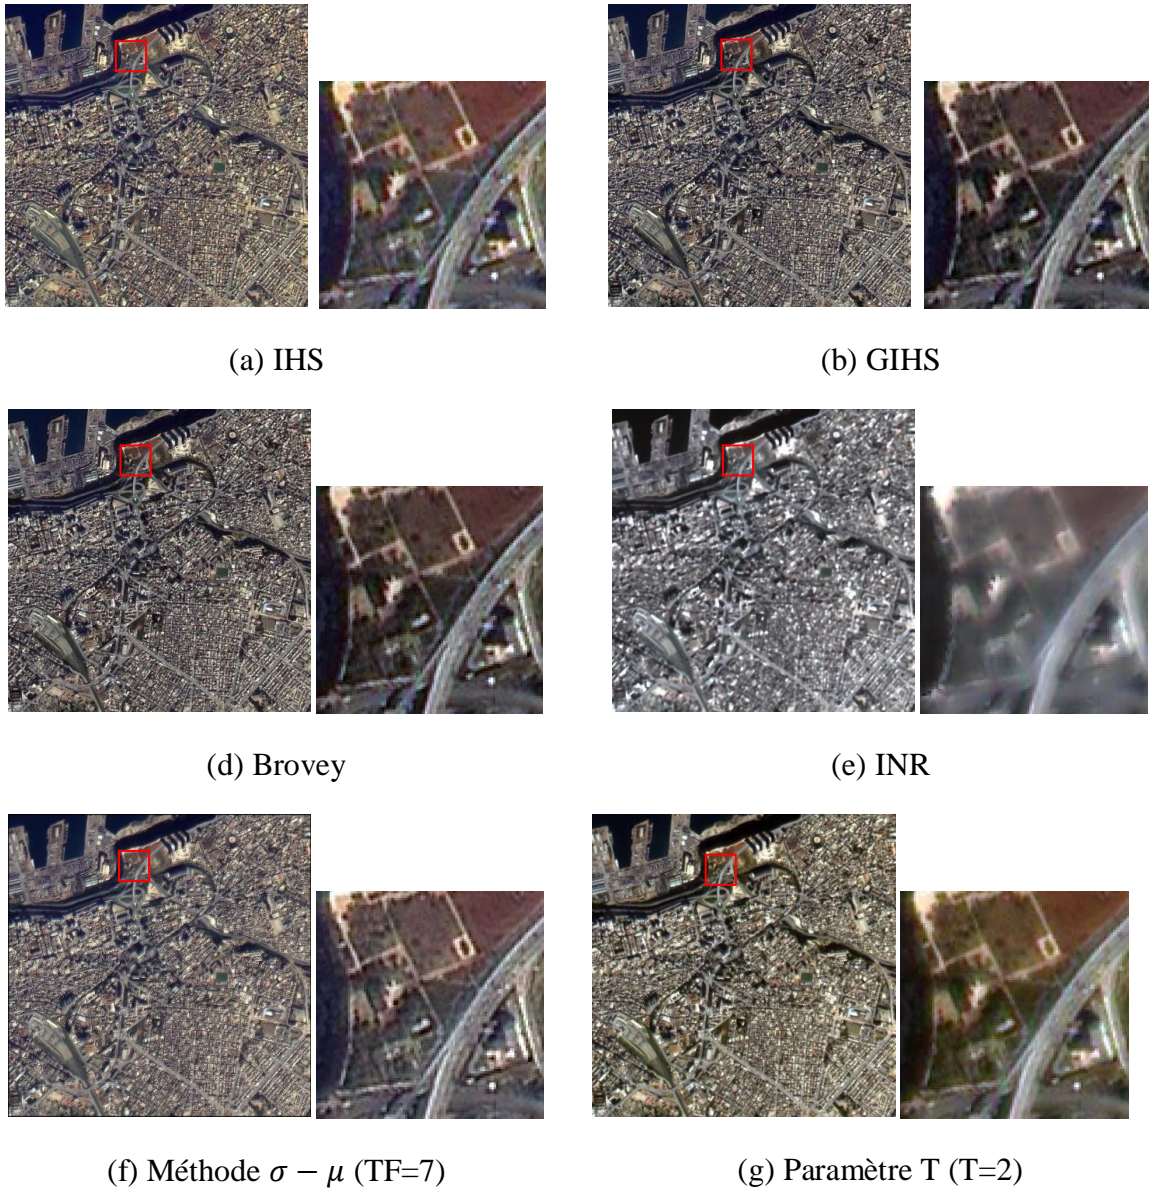 (a) IHS
(b) GIHS
(d) Brovey
(e) INR
(f) Méthode σ − μ (TF=7)
(g) Paramètre T (T=2)